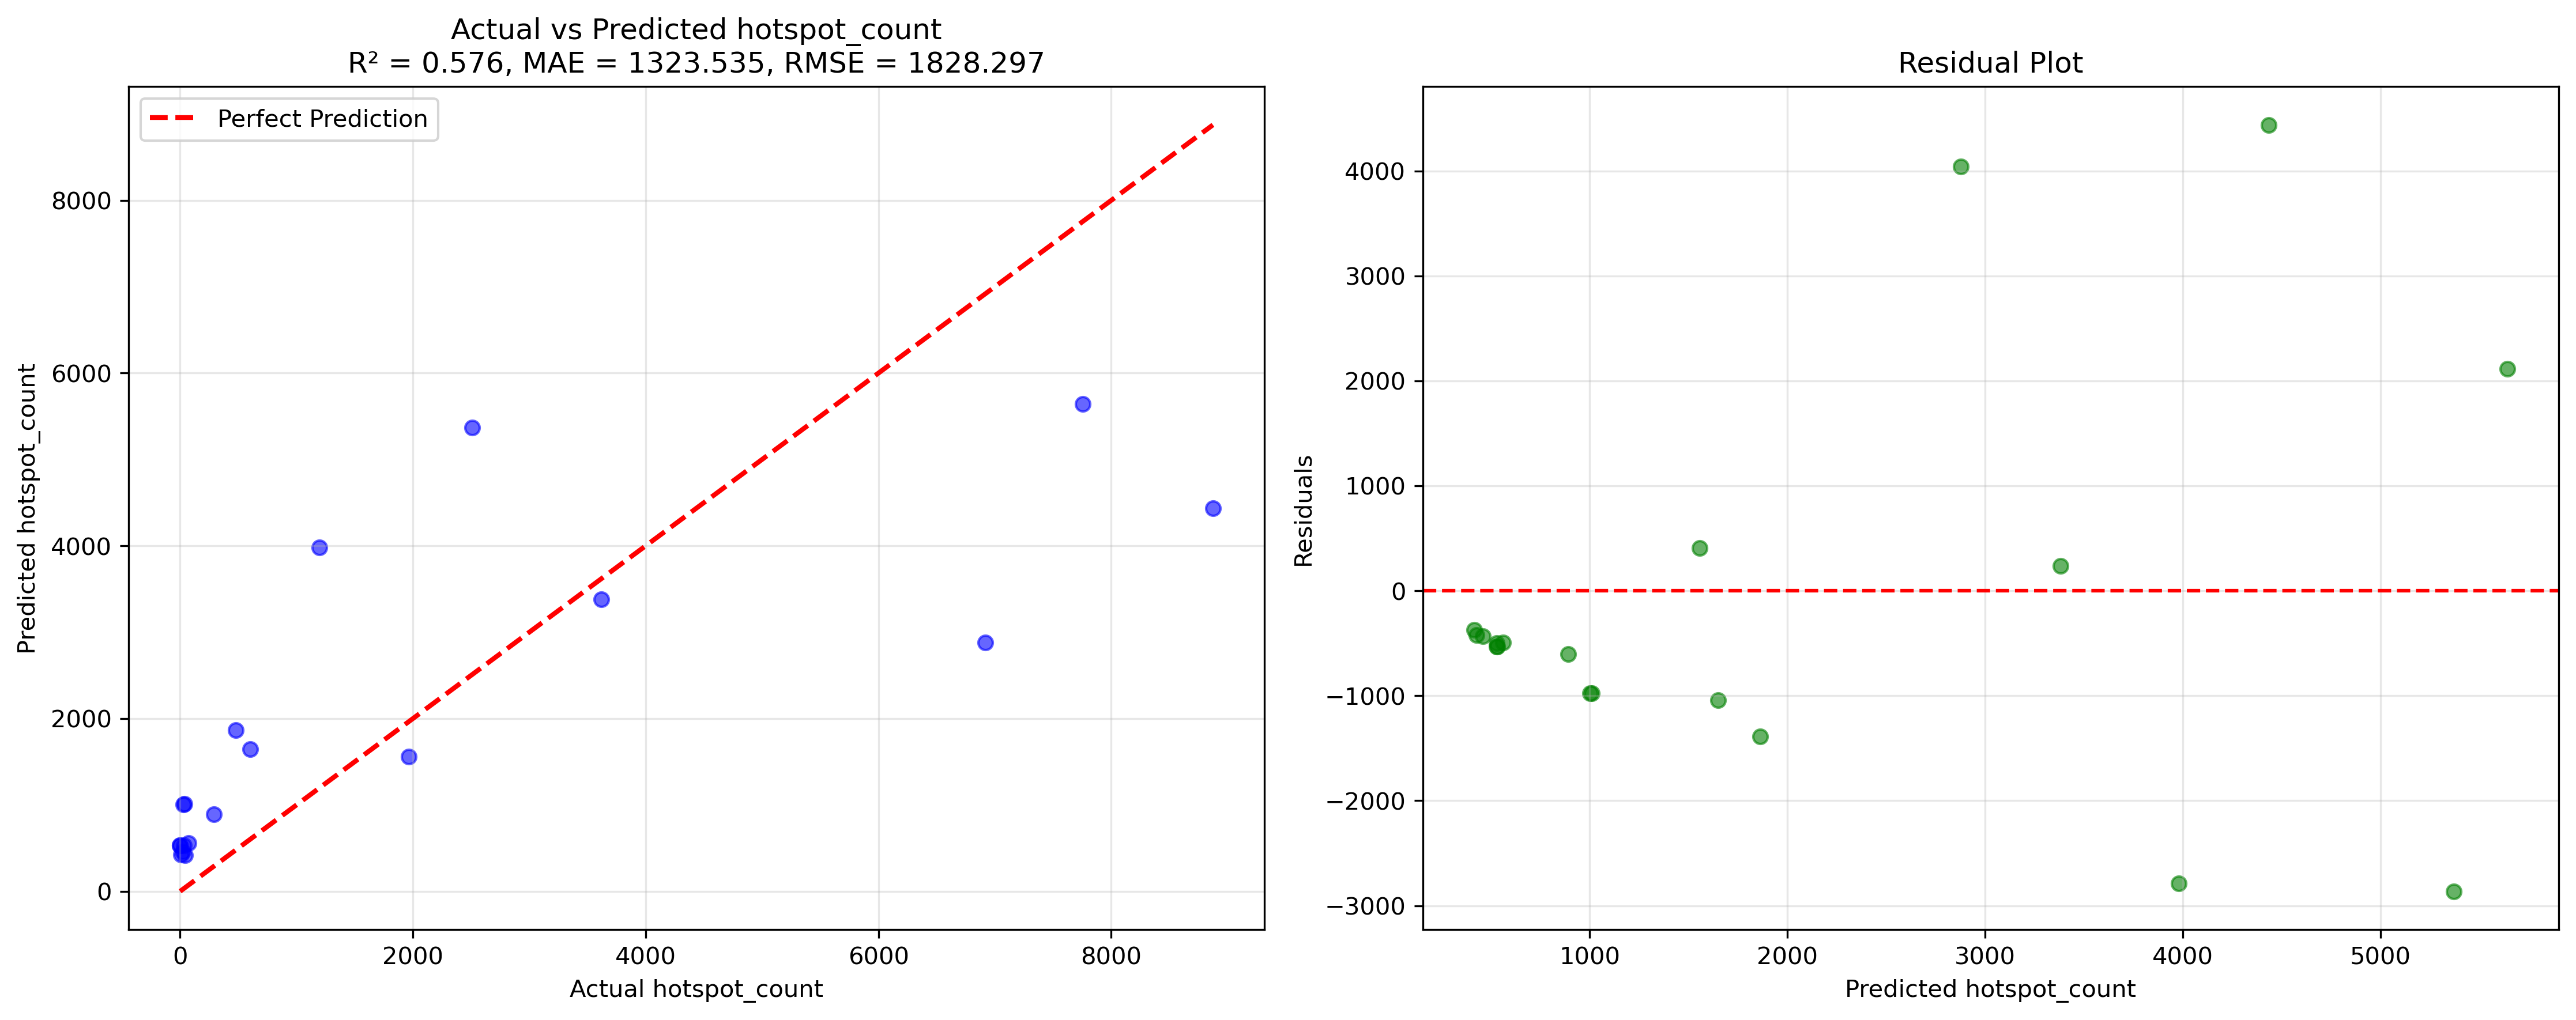 Actual vs Predicted hotspot_count
R² = 0.576, MAE = 1323.535, RMSE = 1828.297
Perfect Prediction
Predicted hotspot_count
8000
6000
4000
2000
0
0 2000 4000 6000 8000
Actual hotspot_count
Residual Plot
Residuals
4000
3000
2000
1000
0
−1000
−2000
−3000
1000 2000 3000 4000 5000
Predicted hotspot_count